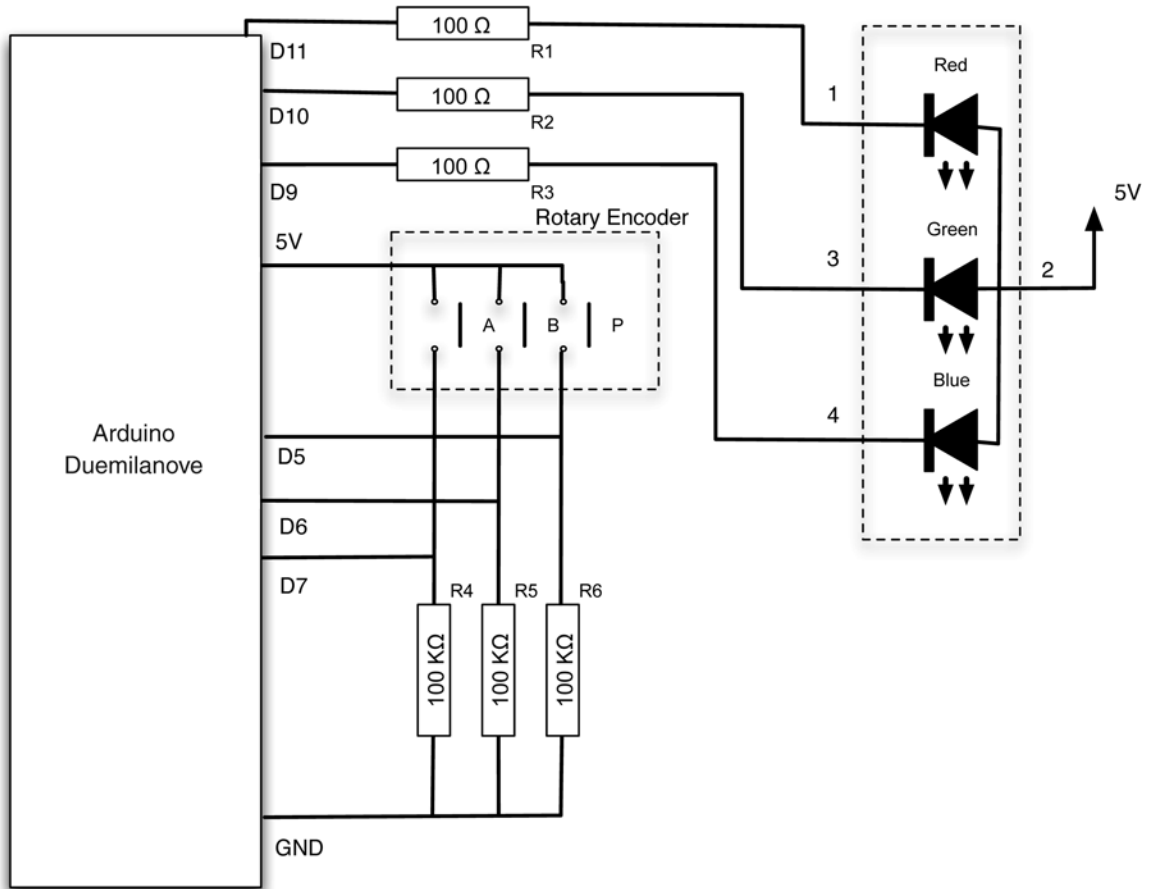 D11
100 Ω
R1
D10
100 Ω
R2
D9
100 Ω
R3
5V
Rotary Encoder
A
B
P
Arduino
Duemilanove
D5
D6
D7
R4
R5
R6
100 KΩ
100 KΩ
100 KΩ
GND
Red
1
Green
3
2
5V
Blue
4